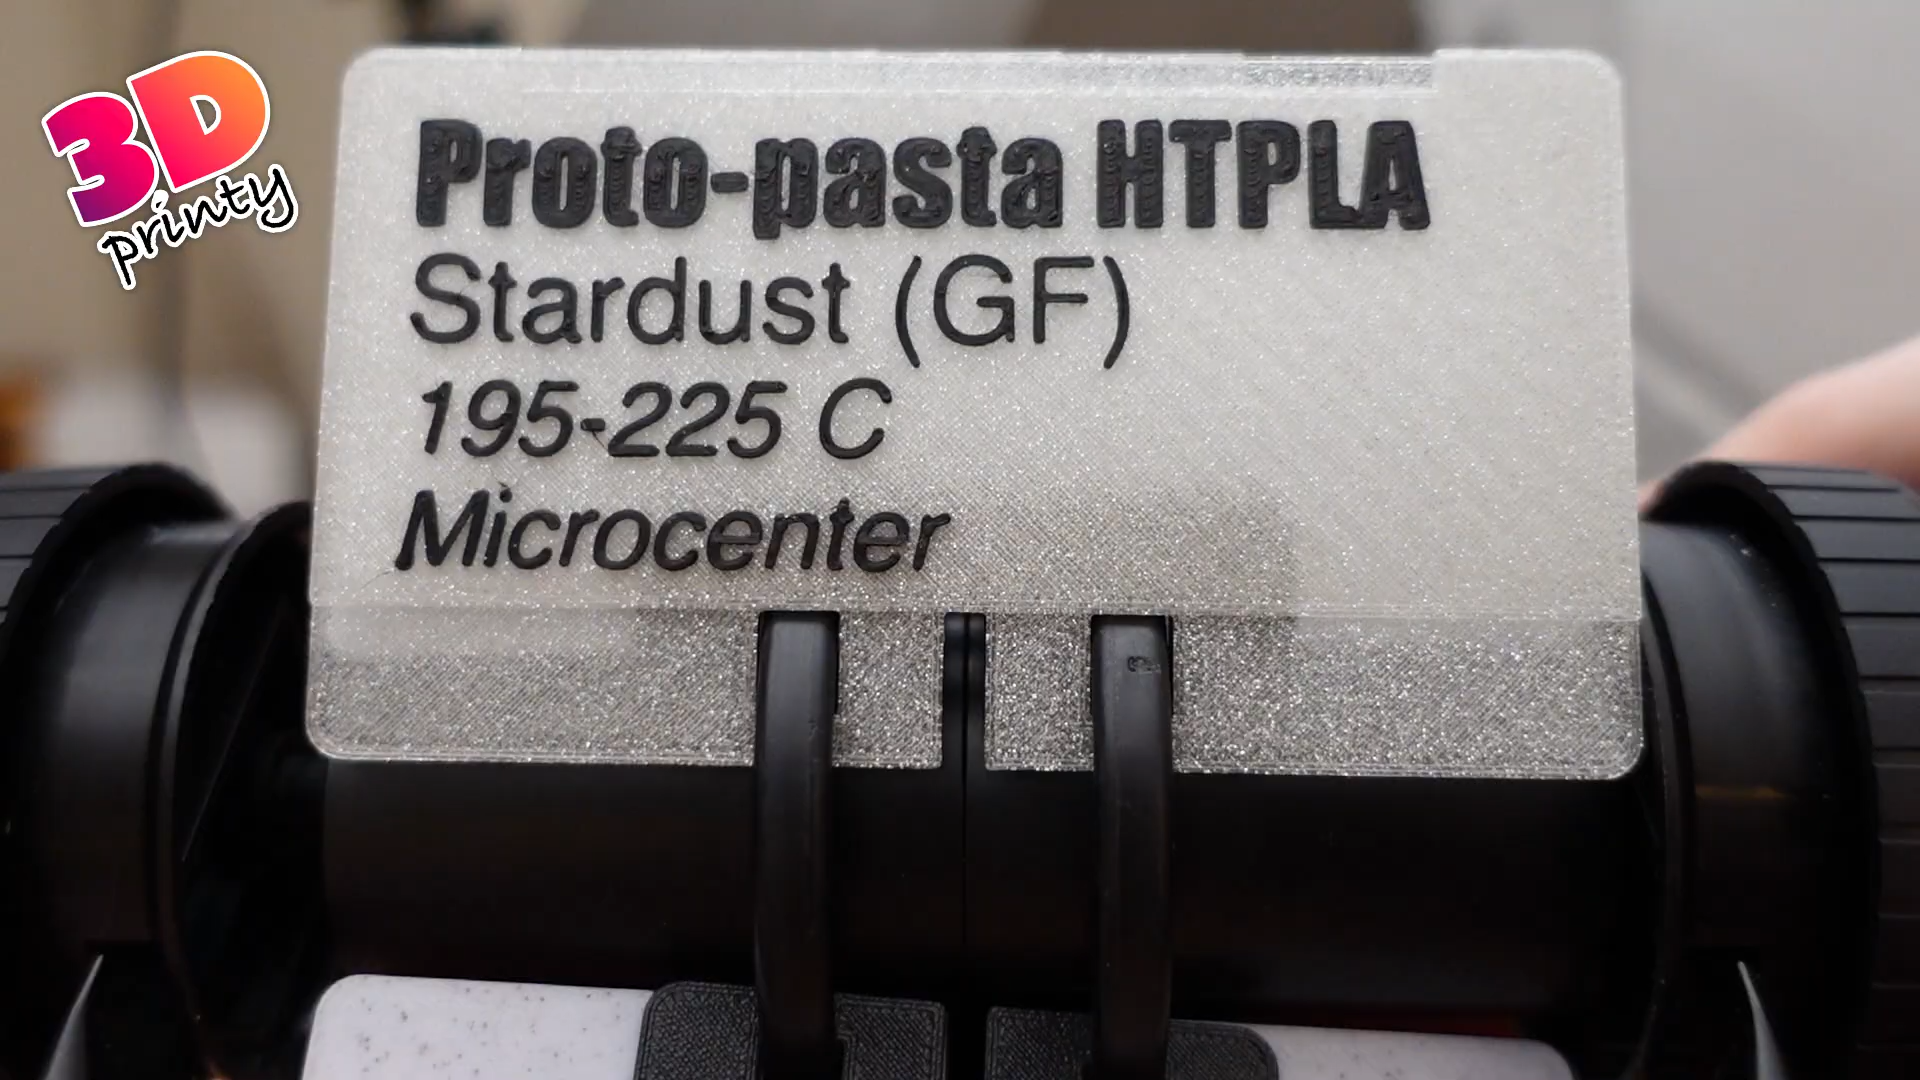 3D
printy
Proto-pasta HTPLA
Stardust (GF)
195-225 C
Microcenter